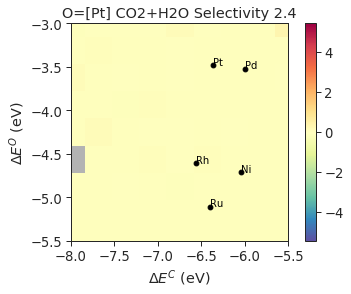 O=[Pt] CO2+H2O Selectivity 2.4
−3.0
−3.5
−4.0
−4.5
−5.0
−5.5
ΔE^O (eV)
Pt
Pd
Rh
Ni
Ru
−8.0 −7.5 −7.0 −6.5 −6.0 −5.5
ΔE^C (eV)
4
2
0
−2
−4